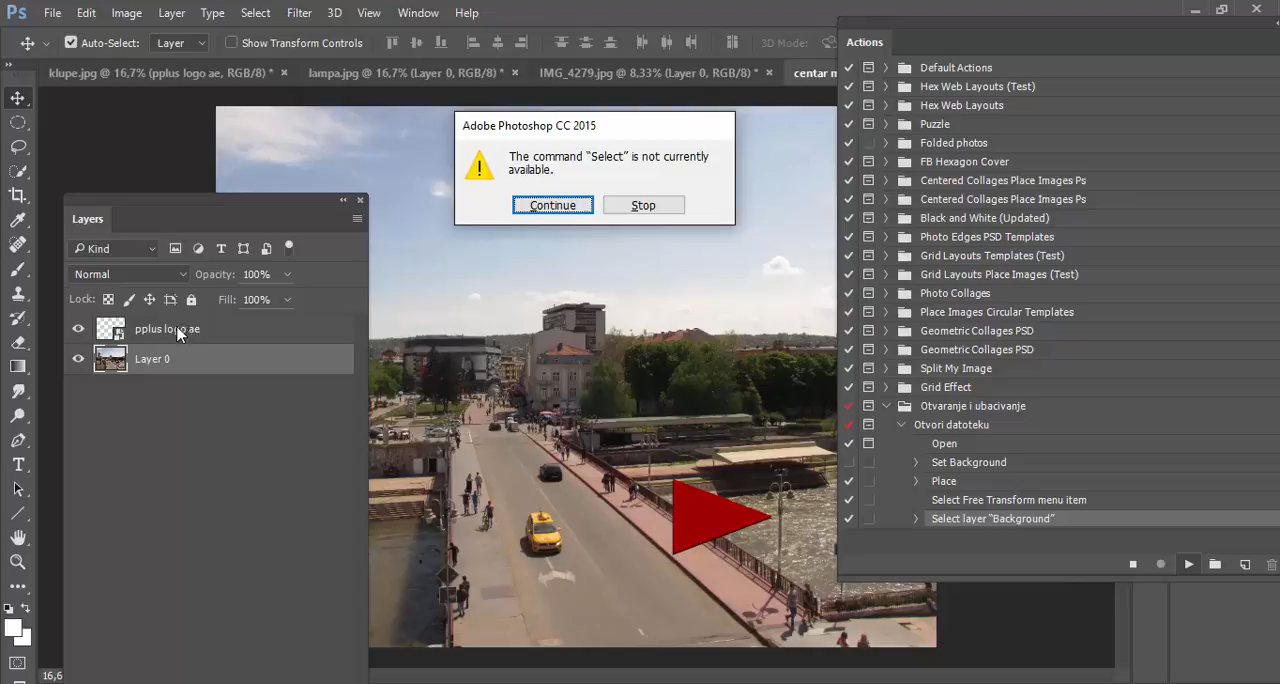 Ps File Edit Image Layer Type Select Filter 3D View Window Help
Auto-Select: Layer Show Transform Controls 3D Mode:
klupe.jpg @ 16,7% (pplus logo ae, RGB/8) * × lampa.jpg @ 16,7% (Layer 0, RGB/8) * × IMG_4279.jpg @ 8,33% (Layer 0, RGB/8) * × centar m
Adobe Photoshop CC 2015
The command “Select” is not currently
available.
Continue Stop
Layers
Kind
Normal Opacity: 100%
Lock: Fill: 100%
pplus logo ae
Layer 0
16,6
Actions
Default Actions
Hex Web Layouts (Test)
Hex Web Layouts
Puzzle
Folded photos
FB Hexagon Cover
Centered Collages Place Images Ps
Centered Collages Place Images Ps
Black and White (Updated)
Photo Edges PSD Templates
Grid Layouts Templates (Test)
Grid Layouts Place Images (Test)
Photo Collages
Place Images Circular Templates
Geometric Collages PSD
Geometric Collages PSD
Split My Image
Grid Effect
Otvaranje i ubacivanje
Otvori datoteku
Open
Set Background
Place
Select Free Transform menu item
Select layer “Background”